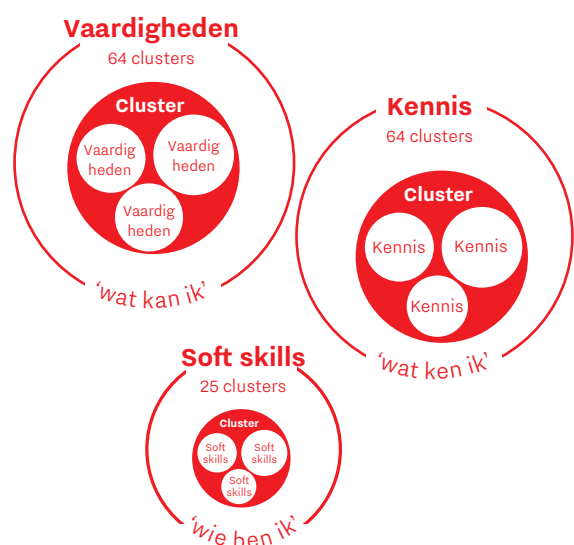 Vaardigheden
64 clusters
Cluster
Vaardig
heden
Vaardig
heden
Vaardig
heden
‘wat kan ik’
Kennis
64 clusters
Cluster
Kennis
Kennis
Kennis
‘wat ken ik’
Soft skills
25 clusters
Cluster
Soft
skills
Soft
skills
Soft
skills
‘wie ben ik’